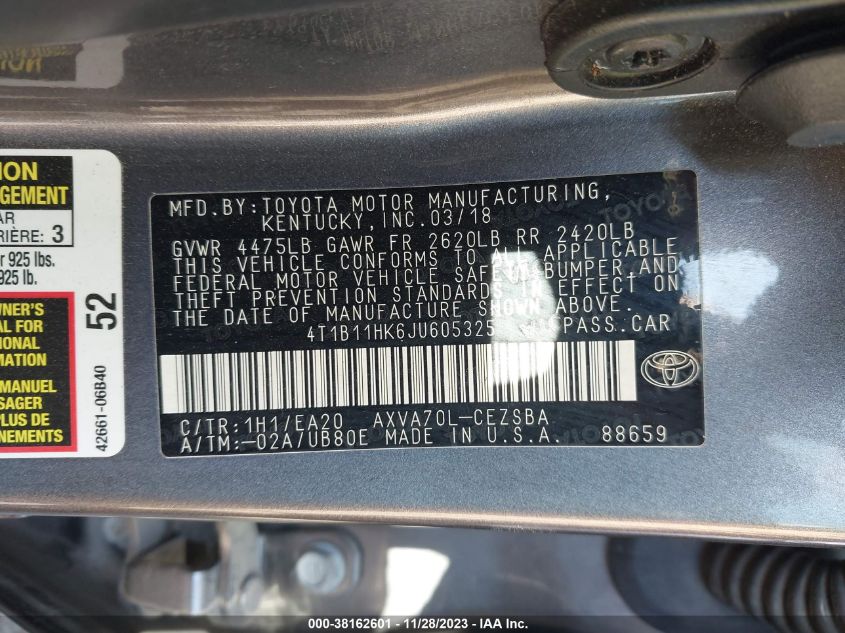 ION
GEMENT
AR
RIÈRE: 3
r 925 lbs.
925 lb.
WNER'S
AL FOR
IONAL
MATION
MANUEL
SAGER
PLUS DE
NEMENTS
52
42661-06B40
MFD.BY:TOYOTA MOTOR MANUFACTURING,
KENTUCKY,INC.03/18
GVWR 4475LB GAWR FR 2620LB RR 2420LB
THIS VEHICLE CONFORMS TO ALL APPLICABLE
FEDERAL MOTOR VEHICLE SAFETY,BUMPER,AND
THEFT PREVENTION STANDARDS IN EFFECT ON
THE DATE OF MANUFACTURE SHOWN ABOVE.
4T1B11HK6JU605325 PASS.CAR
C/TR:1H1/EA20 AXVA70L-CEZSBA
A/TM:-02A/UB80E MADE IN U.S.A. 88659
000-38162601 - 11/28/2023 - IAA Inc.